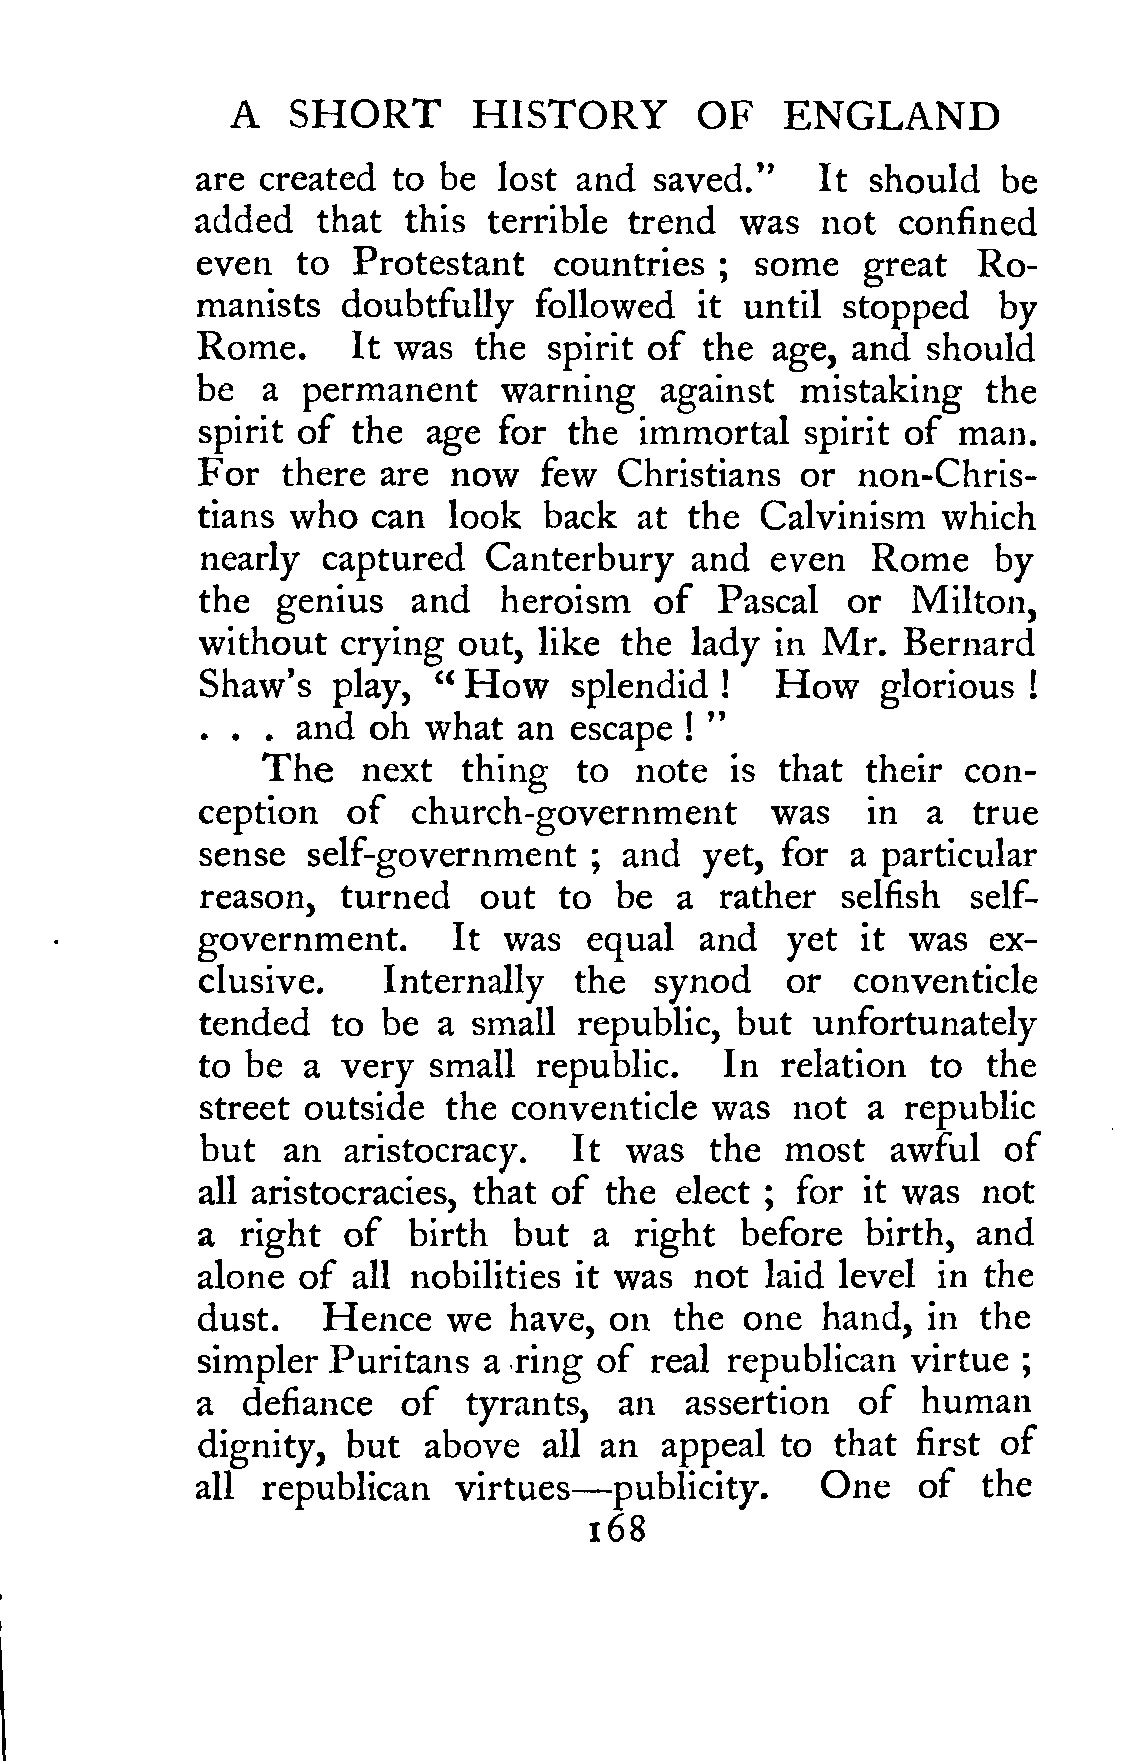 A SHORT HISTORY OF ENGLAND
are created to be lost and saved." It should be
added that this terrible trend was not confined
even to Protestant countries ; some great Ro-
manists doubtfully followed it until stopped by
Rome. It was the spirit of the age, and should
be a permanent warning against mistaking the
spirit of the age for the immortal spirit of man.
For there are now few Christians or non-Chris-
tians who can look back at the Calvinism which
nearly captured Canterbury and even Rome by
the genius and heroism of Pascal or Milton,
without crying out, like the lady in Mr. Bernard
Shaw's play, " How splendid ! How glorious !
. . . and oh what an escape ! "
The next thing to note is that their con-
ception of church-government was in a true
sense self-government ; and yet, for a particular
reason, turned out to be a rather selfish self-
government. It was equal and yet it was ex-
clusive. Internally the synod or conventicle
tended to be a small republic, but unfortunately
to be a very small republic. In relation to the
street outside the conventicle was not a republic
but an aristocracy. It was the most awful of
all aristocracies, that of the elect ; for it was not
a right of birth but a right before birth, and
alone of all nobilities it was not laid level in the
dust. Hence we have, on the one hand, in the
simpler Puritans a ring of real republican virtue ;
a defiance of tyrants, an assertion of human
dignity, but above all an appeal to that first of
all republican virtues—publicity. One of the
168